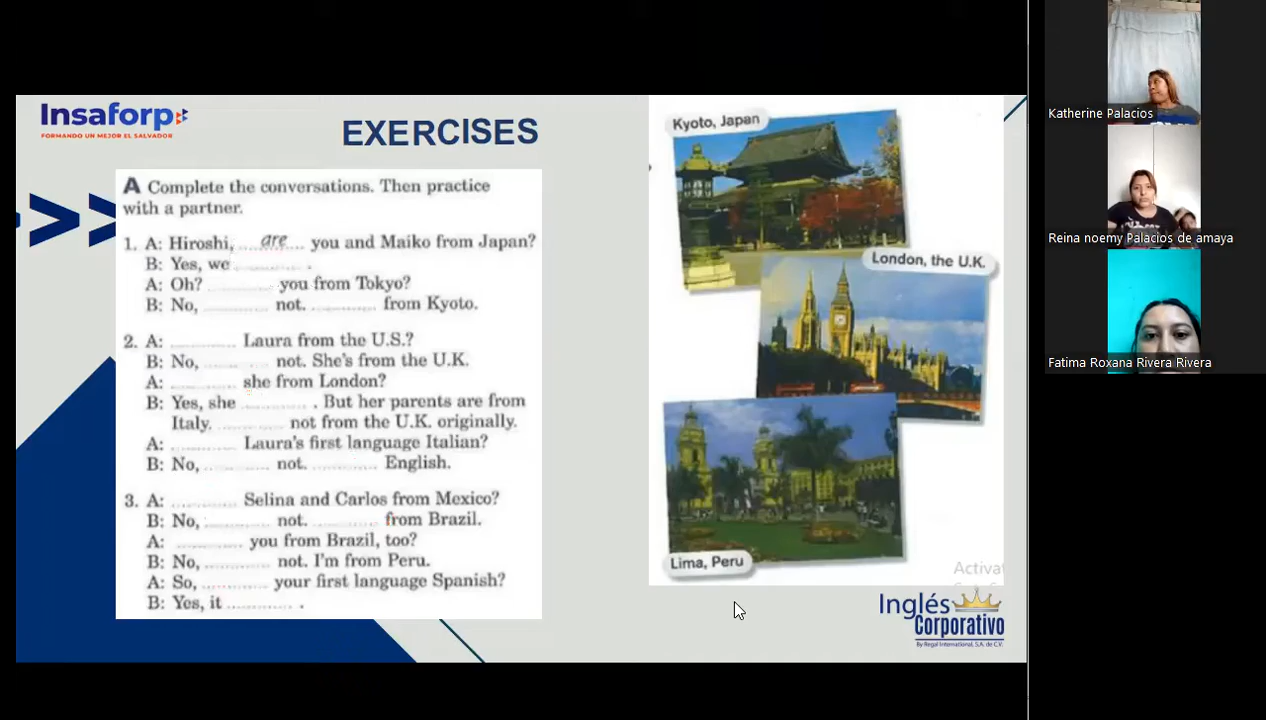 Insaforp
FORMANDO UN MEJOR EL SALVADOR
EXERCISES
A Complete the conversations. Then practice
with a partner.
1. A: Hiroshi, are you and Maiko from Japan?
B: Yes, we ............ .
A: Oh? ............ you from Tokyo?
B: No, ............ not. ............ from Kyoto.
2. A: ............ Laura from the U.S.?
B: No, ............ not. She's from the U.K.
A: ............ she from London?
B: Yes, she ............ . But her parents are from
Italy. ............ not from the U.K. originally.
A: ............ Laura's first language Italian?
B: No, ............ not. ............ English.
3. A: ............ Selina and Carlos from Mexico?
B: No, ............ not. ............ from Brazil.
A: ............ you from Brazil, too?
B: No, ............ not. I'm from Peru.
A: So, ............ your first language Spanish?
B: Yes, it ............ .
Kyoto, Japan
London, the U.K.
Lima, Peru
Activat
Inglés
Corporativo
By Regal International, S.A. de C.V.
Katherine Palacios
Reina noemy Palacios de amaya
Fatima Roxana Rivera Rivera